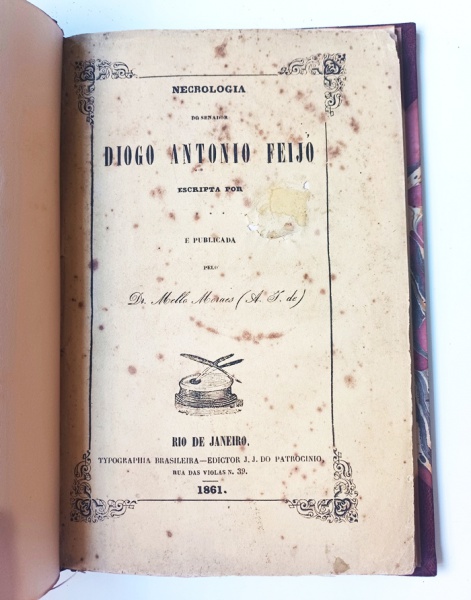 NECROLOGIA
DO SENADOR
DIOGO ANTONIO FEIJÓ
ESCRIPTA POR
* *
E PUBLICADA
PELO
Dr. Mello Moraes (A. J. de)
RIO DE JANEIRO.
TYPOGRAPHIA BRASILEIRA—EDICTOR J. J. DO PATROCINIO,
RUA DAS VIOLAS N. 39.
1861.